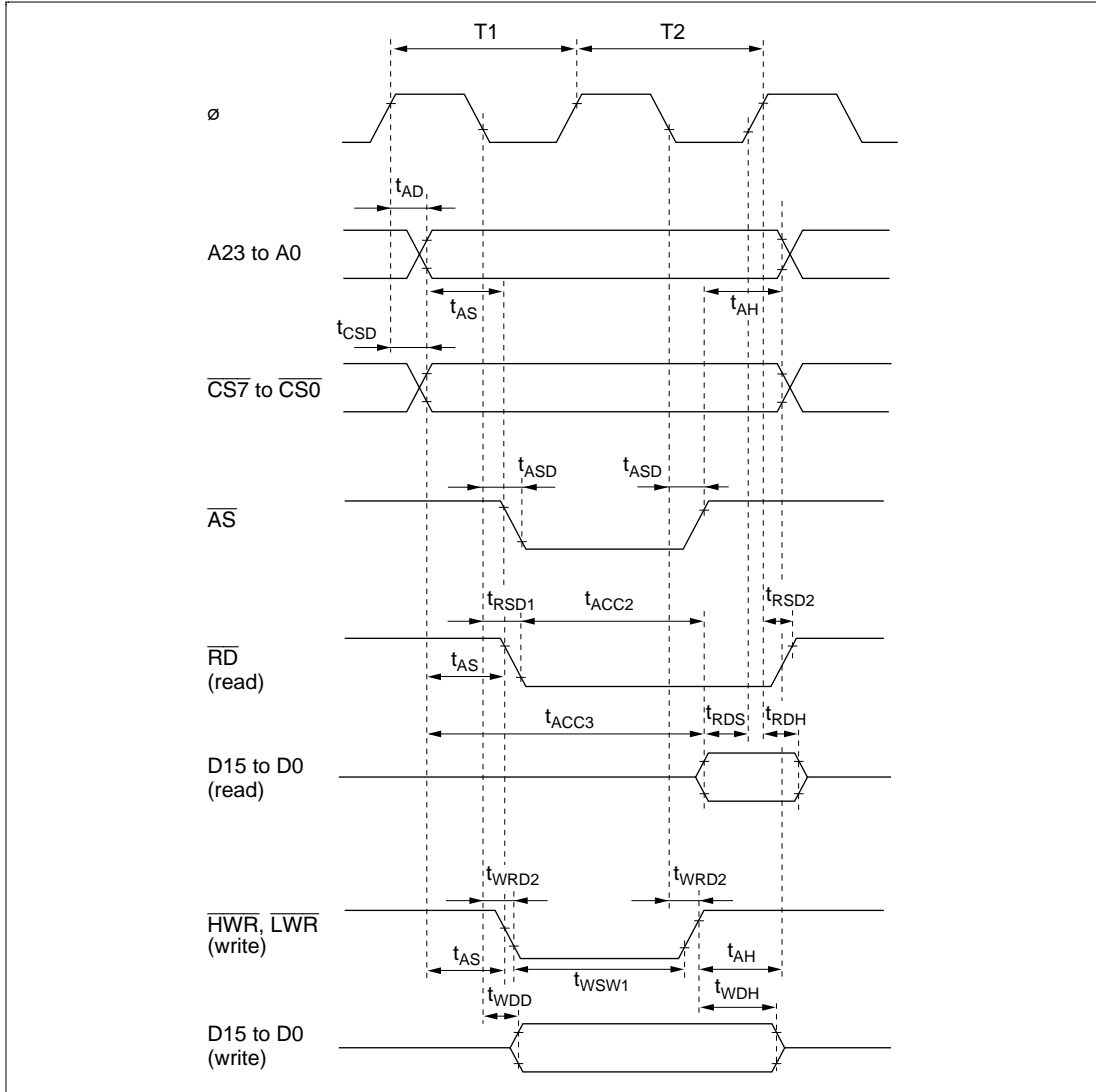 T1 T2
ø
tAD
A23 to A0
tAS tAH
tCSD
CS7 to CS0
tASD tASD
AS
tRSD1 tACC2 tRSD2
RD
(read)
tAS
tACC3 tRDS tRDH
D15 to D0
(read)
tWRD2 tWRD2
HWR, LWR
(write)
tAS tWSW1 tAH
tWDD tWDH
D15 to D0
(write)